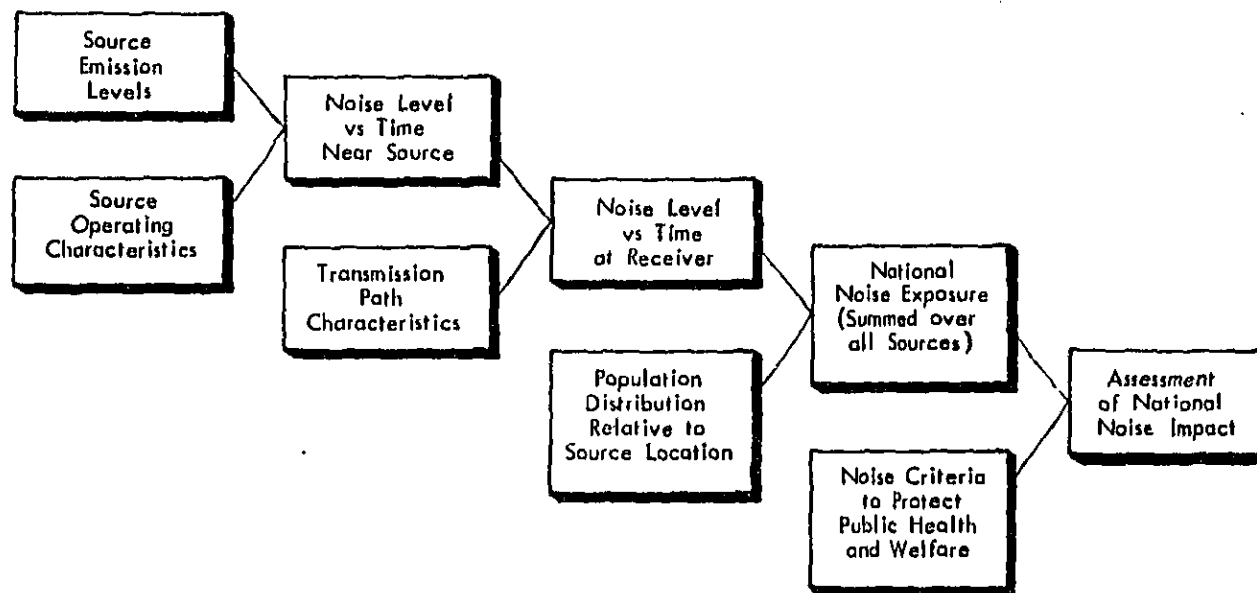 Source
Emission
Levels
Source
Operating
Characteristics
Noise Level
vs Time
Near Source
Transmission
Path
Characteristics
Noise Level
vs Time
at Receiver
Population
Distribution
Relative to
Source Location
National
Noise Exposure
(Summed over
all Sources)
Noise Criteria
to Protect
Public Health
and Welfare
Assessment
of National
Noise Impact